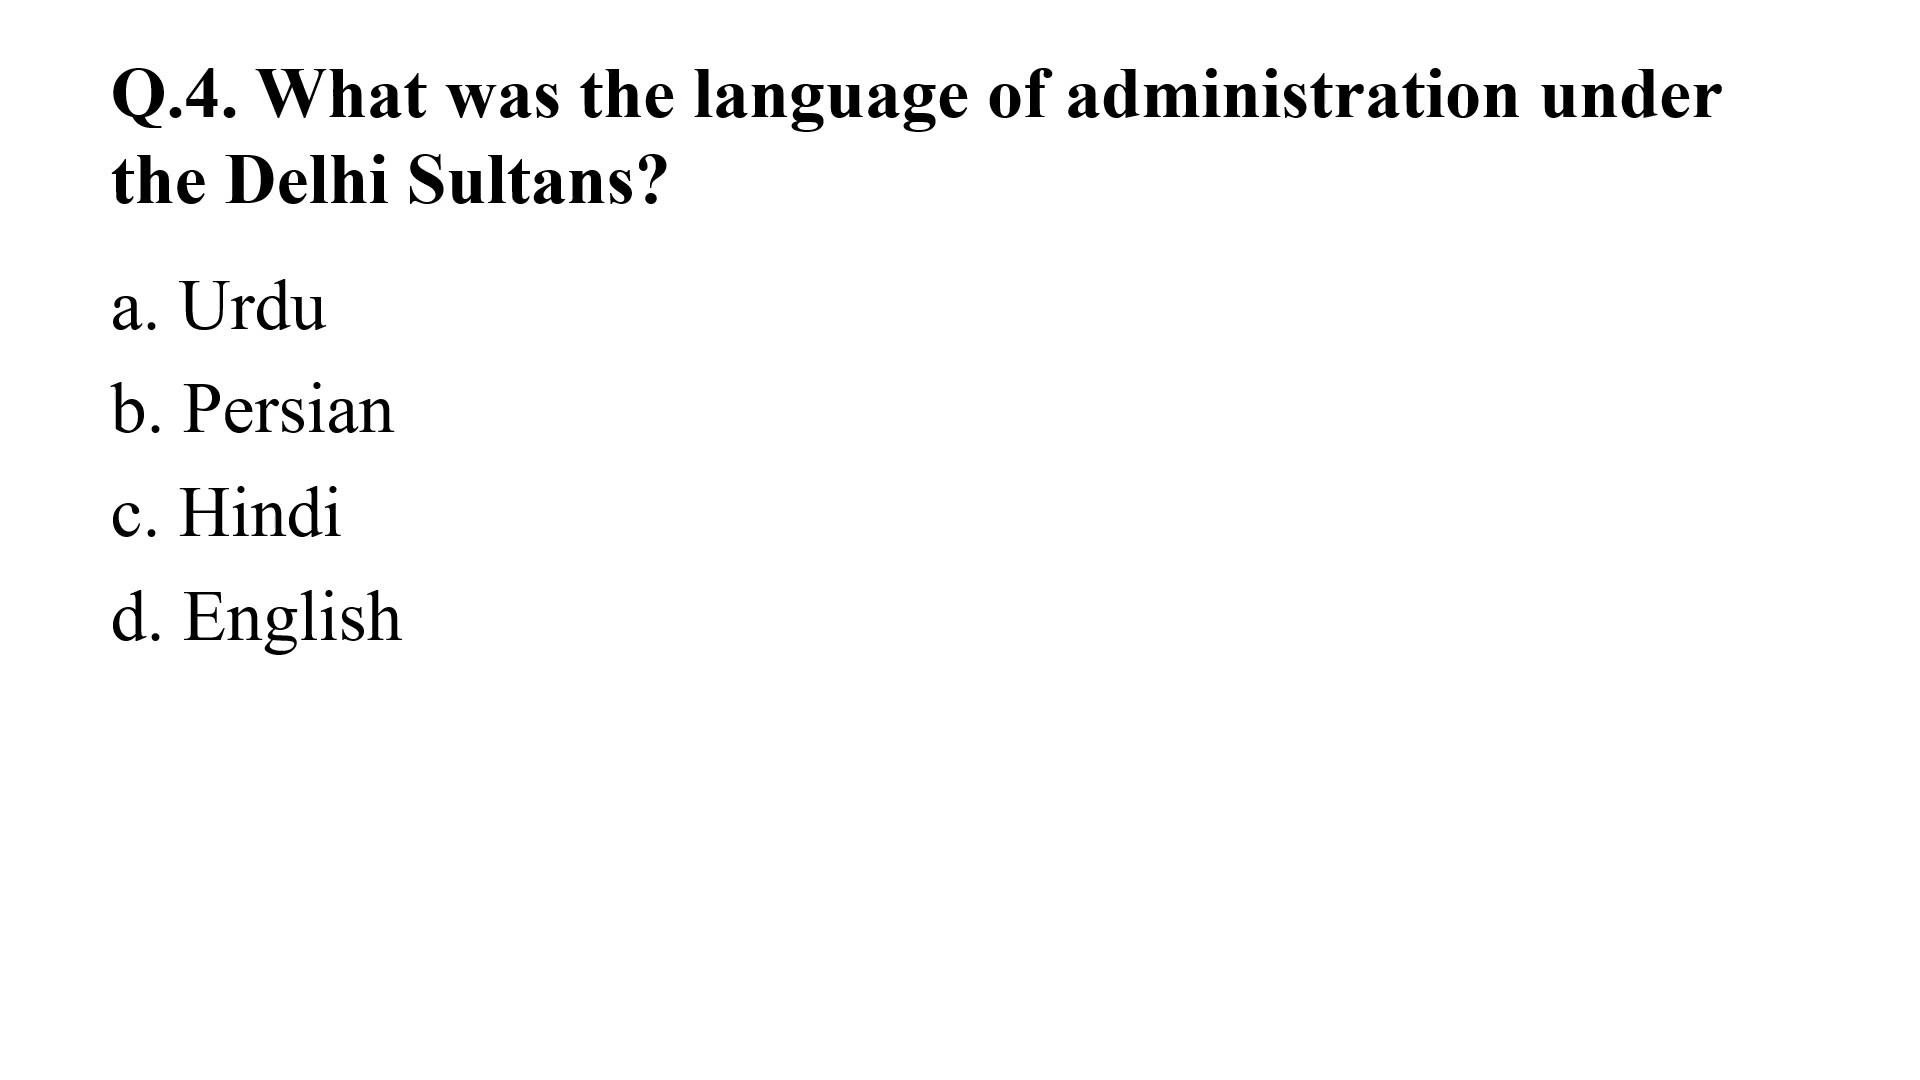 Q.4. What was the language of administration under
the Delhi Sultans?
a. Urdu
b. Persian
c. Hindi
d. English